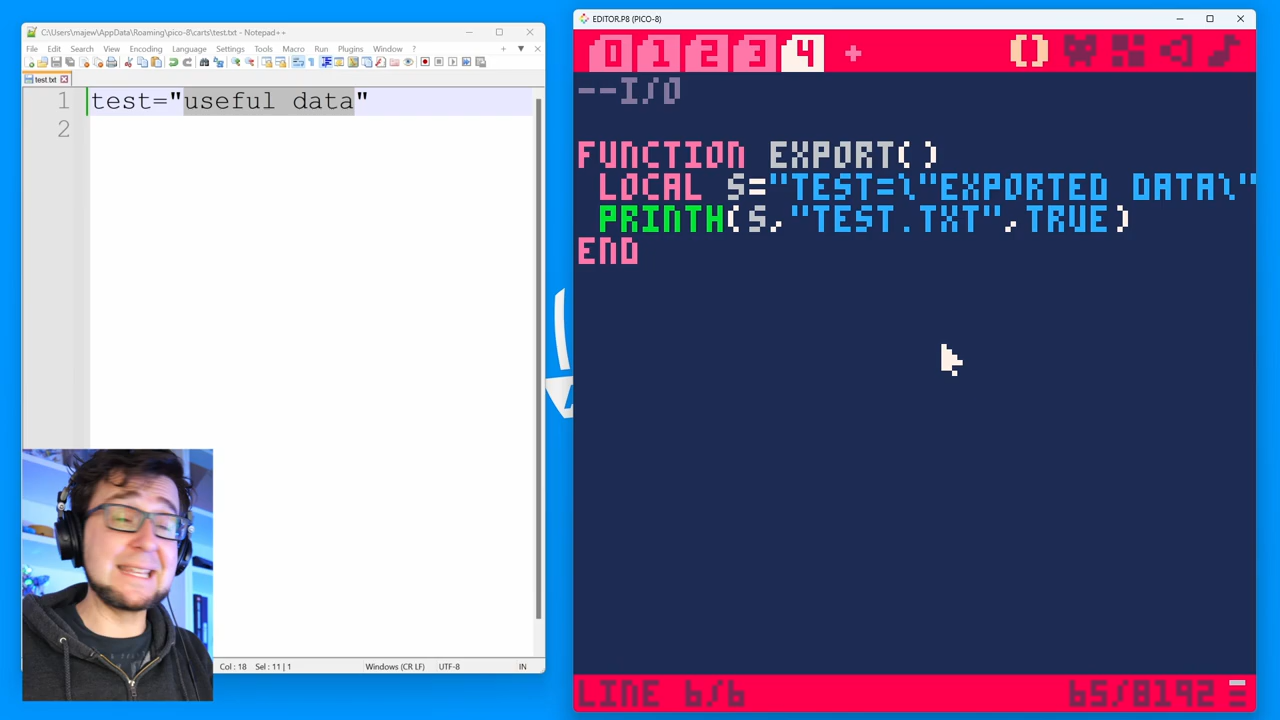 C:\Users\majew\AppData\Roaming\pico-8\carts\test.txt - Notepad++
File Edit Search View Encoding Language Settings Tools Macro Run Plugins Window ?
test.txt
1 test="useful data"
2
Col : 18 Sel : 11 | 1 Windows (CR LF) UTF-8 IN
EDITOR.P8 (PICO-8)
0 1 2 3 4 +
--I/O
FUNCTION EXPORT()
LOCAL S="TEST=\"EXPORTED DATA\"
PRINTH(S,"TEST.TXT",TRUE)
END
LINE 6/6 65/8192